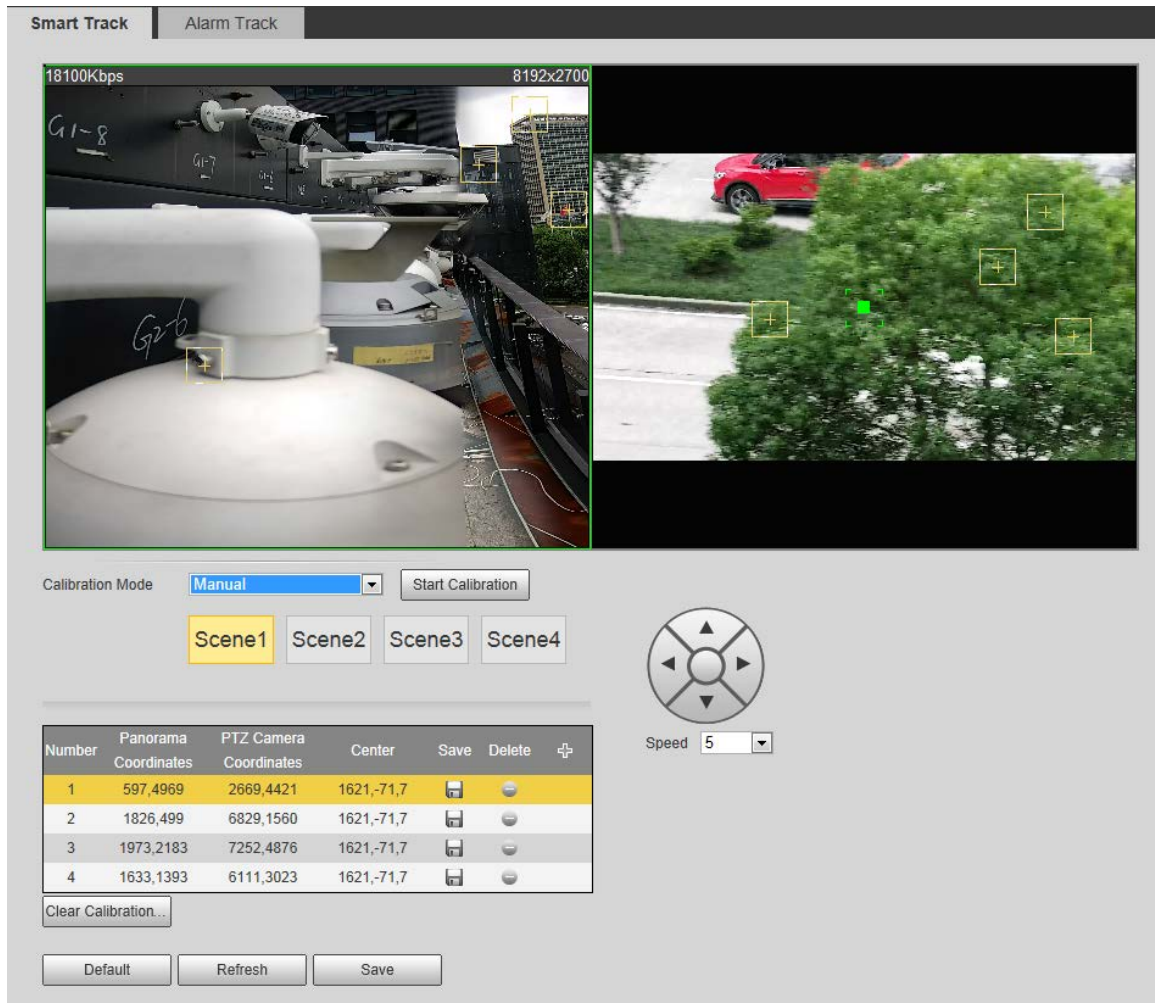 Smart Track Alarm Track
18100Kbps 8192x2700
G1-8
G1-7
G2-6
Calibration Mode Manual Start Calibration
Scene1 Scene2 Scene3 Scene4
Number Panorama Coordinates PTZ Camera Coordinates Center Save Delete
1 597,4969 2669,4421 1621,-71,7
2 1826,499 6829,1560 1621,-71,7
3 1973,2183 7252,4876 1621,-71,7
4 1633,1393 6111,3023 1621,-71,7
Speed 5
Clear Calibration...
Default Refresh Save